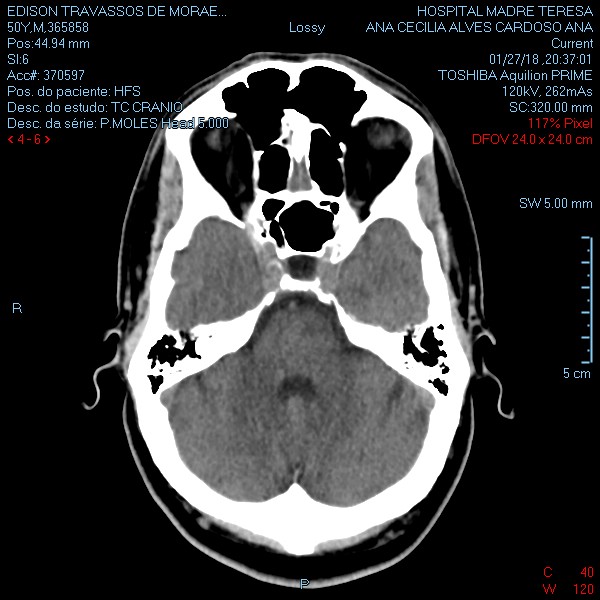 EDISON TRAVASSOS DE MORAE...
50Y,M,365858
Pos:44.94 mm
Sl:6
Acc#: 370597
Pos. do paciente: HFS
Desc. do estudo: TC CRANIO
Desc. da série: P.MOLES Head 5.000
< 4 - 6 >
Lossy
HOSPITAL MADRE TERESA
ANA CECILIA ALVES CARDOSO ANA
Current
01/27/18 ,20:37:01
TOSHIBA Aquilion PRIME
120kV, 262mAs
SC:320.00 mm
117% Pixel
DFOV 24.0 x 24.0 cm
SW 5.00 mm
R
5 cm
P
C 40
W 120